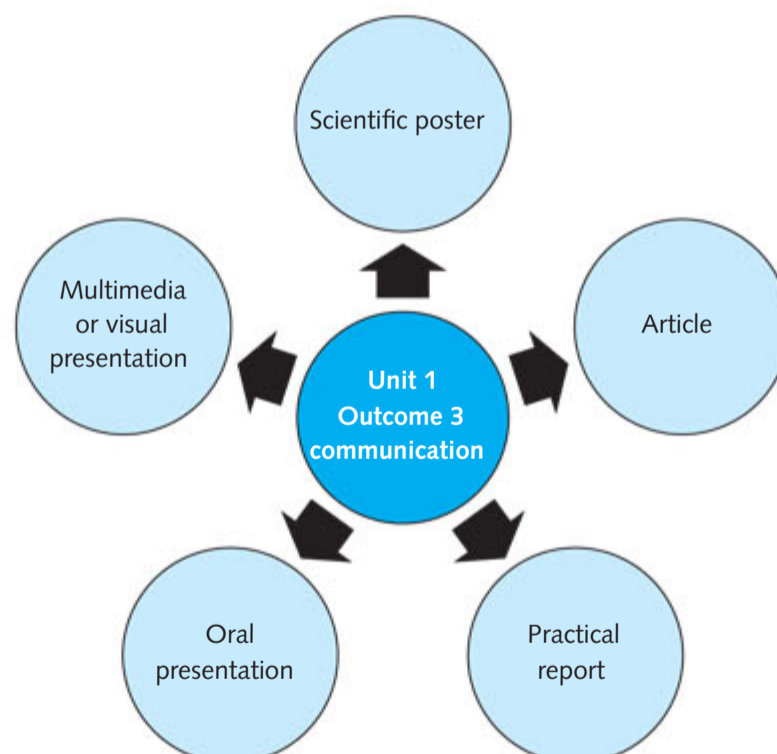 Scientific poster
Multimedia
or visual
presentation
Article
Unit 1
Outcome 3
communication
Oral
presentation
Practical
report